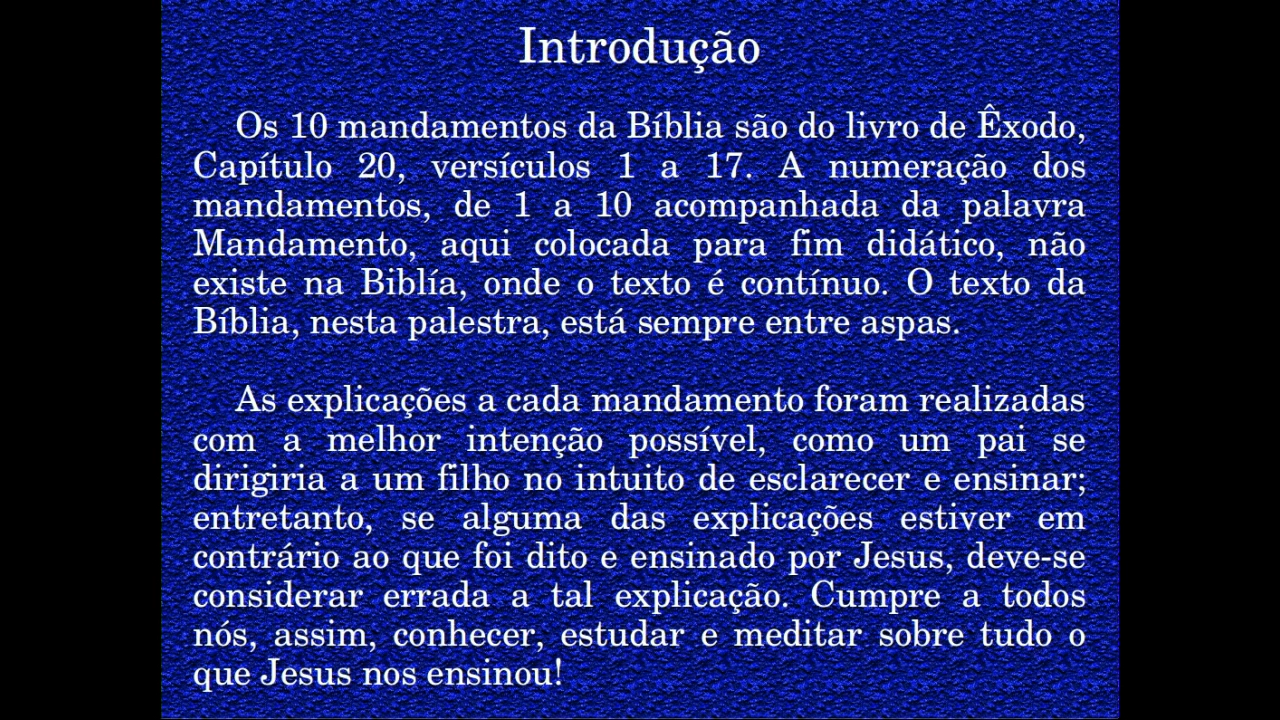 Introdução
Os 10 mandamentos da Bíblia são do livro de Êxodo,
Capítulo 20, versículos 1 a 17. A numeração dos
mandamentos, de 1 a 10 acompanhada da palavra
Mandamento, aqui colocada para fim didático, não
existe na Biblía, onde o texto é contínuo. O texto da
Bíblia, nesta palestra, está sempre entre aspas.
As explicações a cada mandamento foram realizadas
com a melhor intenção possível, como um pai se
dirigiria a um filho no intuito de esclarecer e ensinar;
entretanto, se alguma das explicações estiver em
contrário ao que foi dito e ensinado por Jesus, deve-se
considerar errada a tal explicação. Cumpre a todos
nós, assim, conhecer, estudar e meditar sobre tudo o
que Jesus nos ensinou!